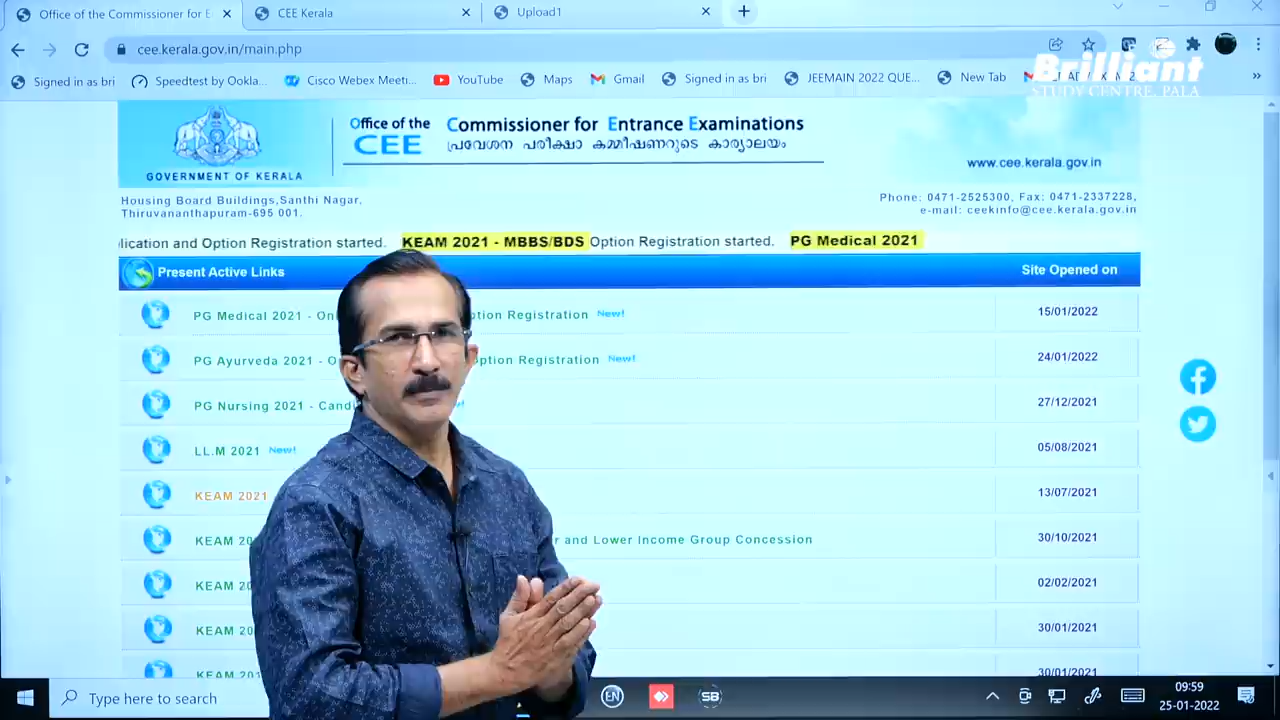 Office of the Commissioner for E
CEE Kerala
Upload1
cee.kerala.gov.in/main.php
Signed in as bri
Speedtest by Ookla...
Cisco Webex Meeti...
YouTube
Maps
Gmail
Signed in as bri
JEEMAIN 2022 QUE...
New Tab
Brilliant
STUDY CENTRE, PALA
GOVERNMENT OF KERALA
Office of the
CEE
Commissioner for Entrance Examinations
പ്രവേശന പരീക്ഷാ കമ്മീഷണറുടെ കാര്യാലയം
www.cee.kerala.gov.in
Housing Board Buildings,Santhi Nagar,
Thiruvananthapuram-695 001.
Phone: 0471-2525300, Fax: 0471-2337228,
e-mail: ceekinfo@cee.kerala.gov.in
lication and Option Registration started. KEAM 2021 - MBBS/BDS Option Registration started. PG Medical 2021
Present Active Links Site Opened on
PG Medical 2021 - On ption Registration New! 15/01/2022
PG Ayurveda 2021 - O Option Registration New! 24/01/2022
PG Nursing 2021 - Candi 27/12/2021
LL.M 2021 New! 05/08/2021
KEAM 2021 13/07/2021
KEAM 20 r and Lower Income Group Concession 30/10/2021
KEAM 20 02/02/2021
KEAM 20 30/01/2021
KEAM 201 30/01/2021
Type here to search
EN
SB
09:59
25-01-2022